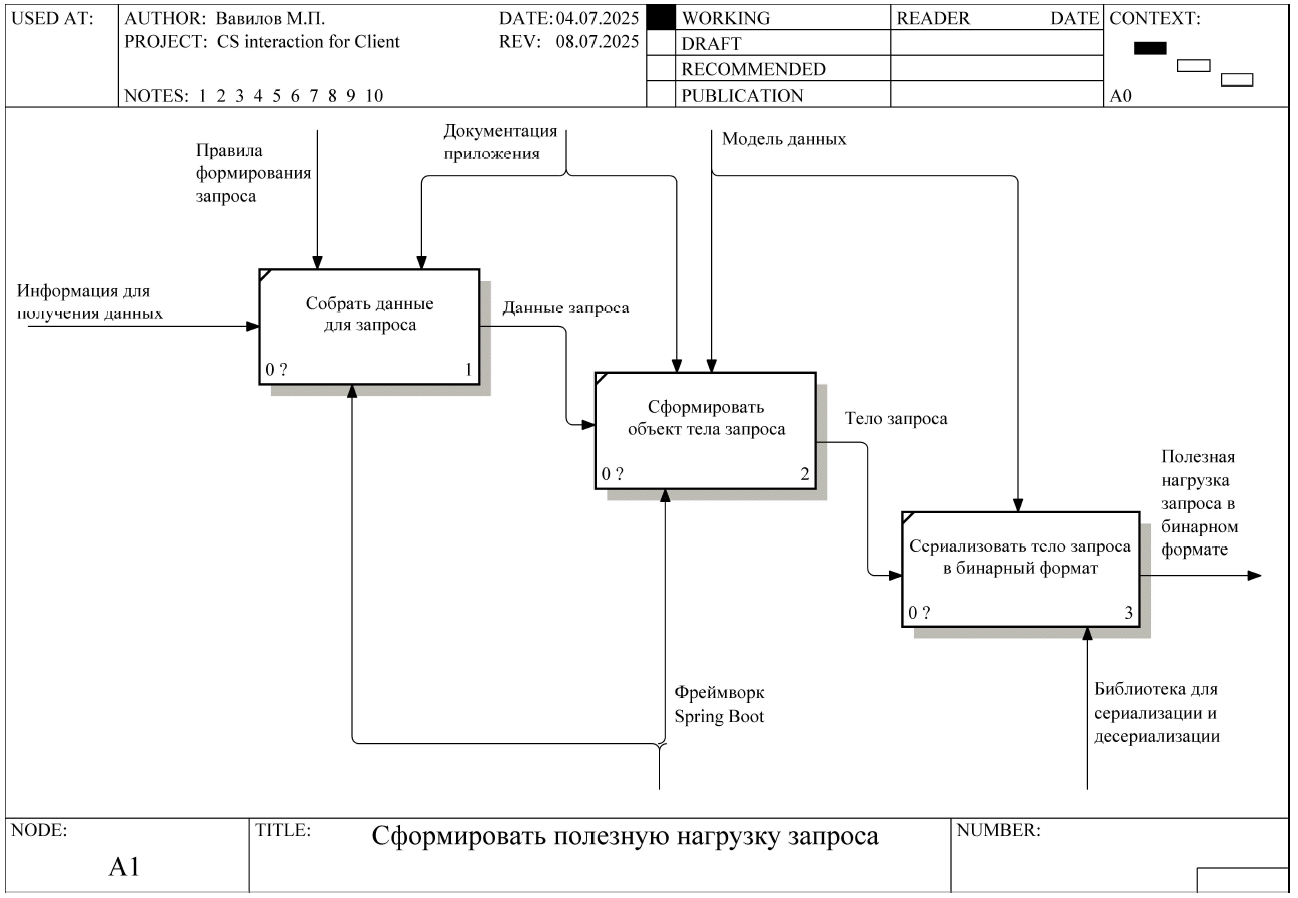 USED AT:
AUTHOR: Вавилов М.П.
DATE: 04.07.2025
PROJECT: CS interaction for Client
REV: 08.07.2025
NOTES: 1 2 3 4 5 6 7 8 9 10
WORKING
DRAFT
RECOMMENDED
PUBLICATION
READER DATE
CONTEXT:
A0
Правила
формирования
запроса
Документация
приложения
Модель данных
Информация для
получения данных
Собрать данные
для запроса
0 ? 1
Данные запроса
Сформировать
объект тела запроса
0 ? 2
Тело запроса
Сериализовать тело запроса
в бинарный формат
0 ? 3
Полезная
нагрузка
запроса в
бинарном
формате
Фреймворк
Spring Boot
Библиотека для
сериализации и
десериализации
NODE:
A1
TITLE:
Сформировать полезную нагрузку запроса
NUMBER: